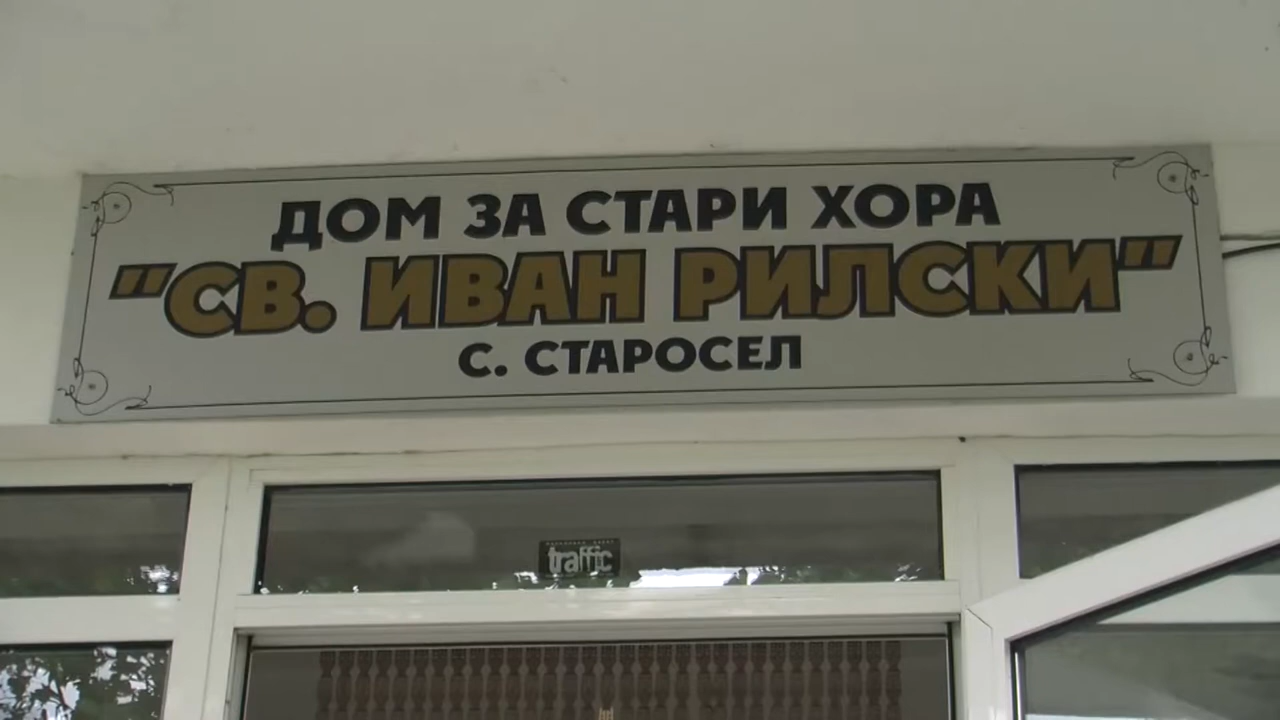 ДОМ ЗА СТАРИ ХОРА
"СВ. ИВАН РИЛСКИ"
С. СТАРОСЕЛ
traffic